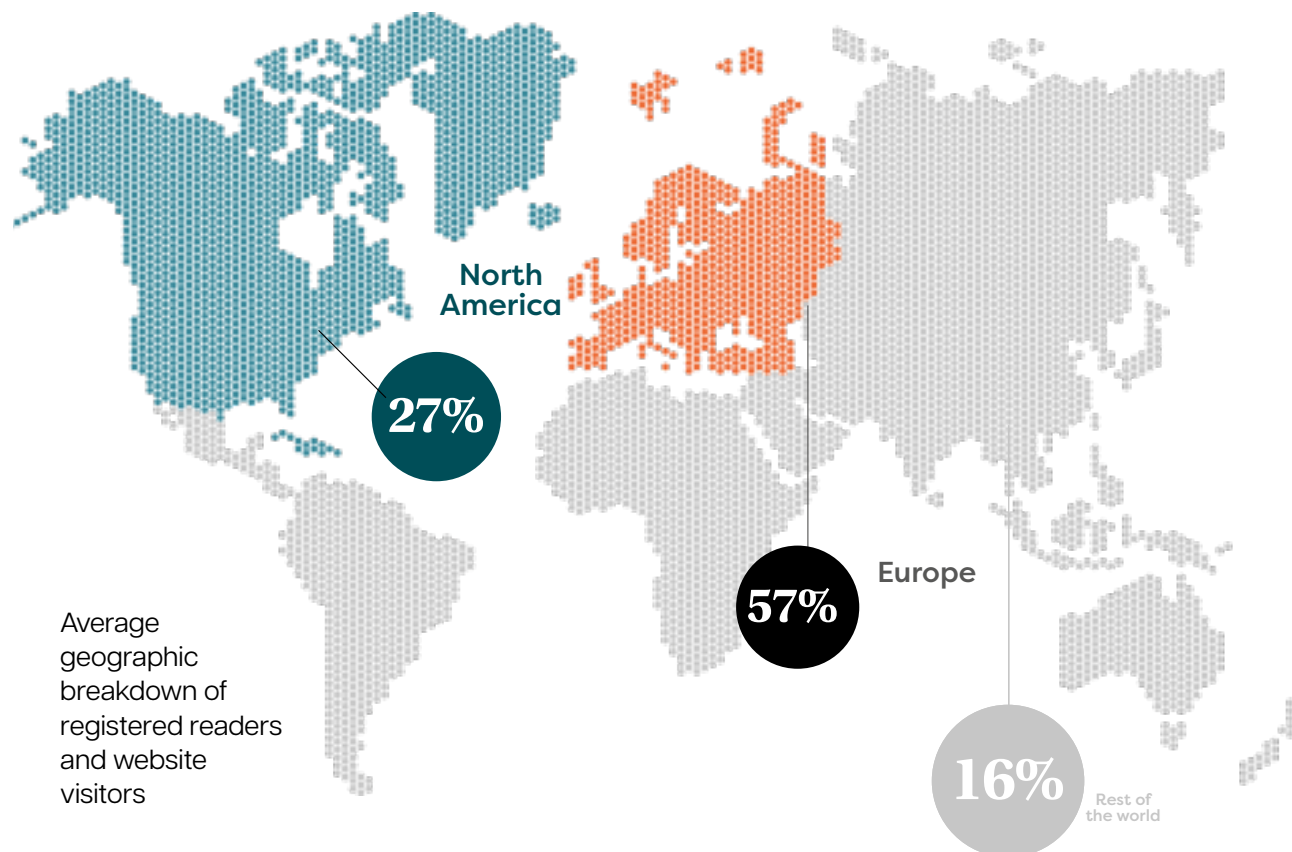 North
America
27%
57%
Europe
Average
geographic
breakdown of
registered readers
and website
visitors
16%
Rest of
the world